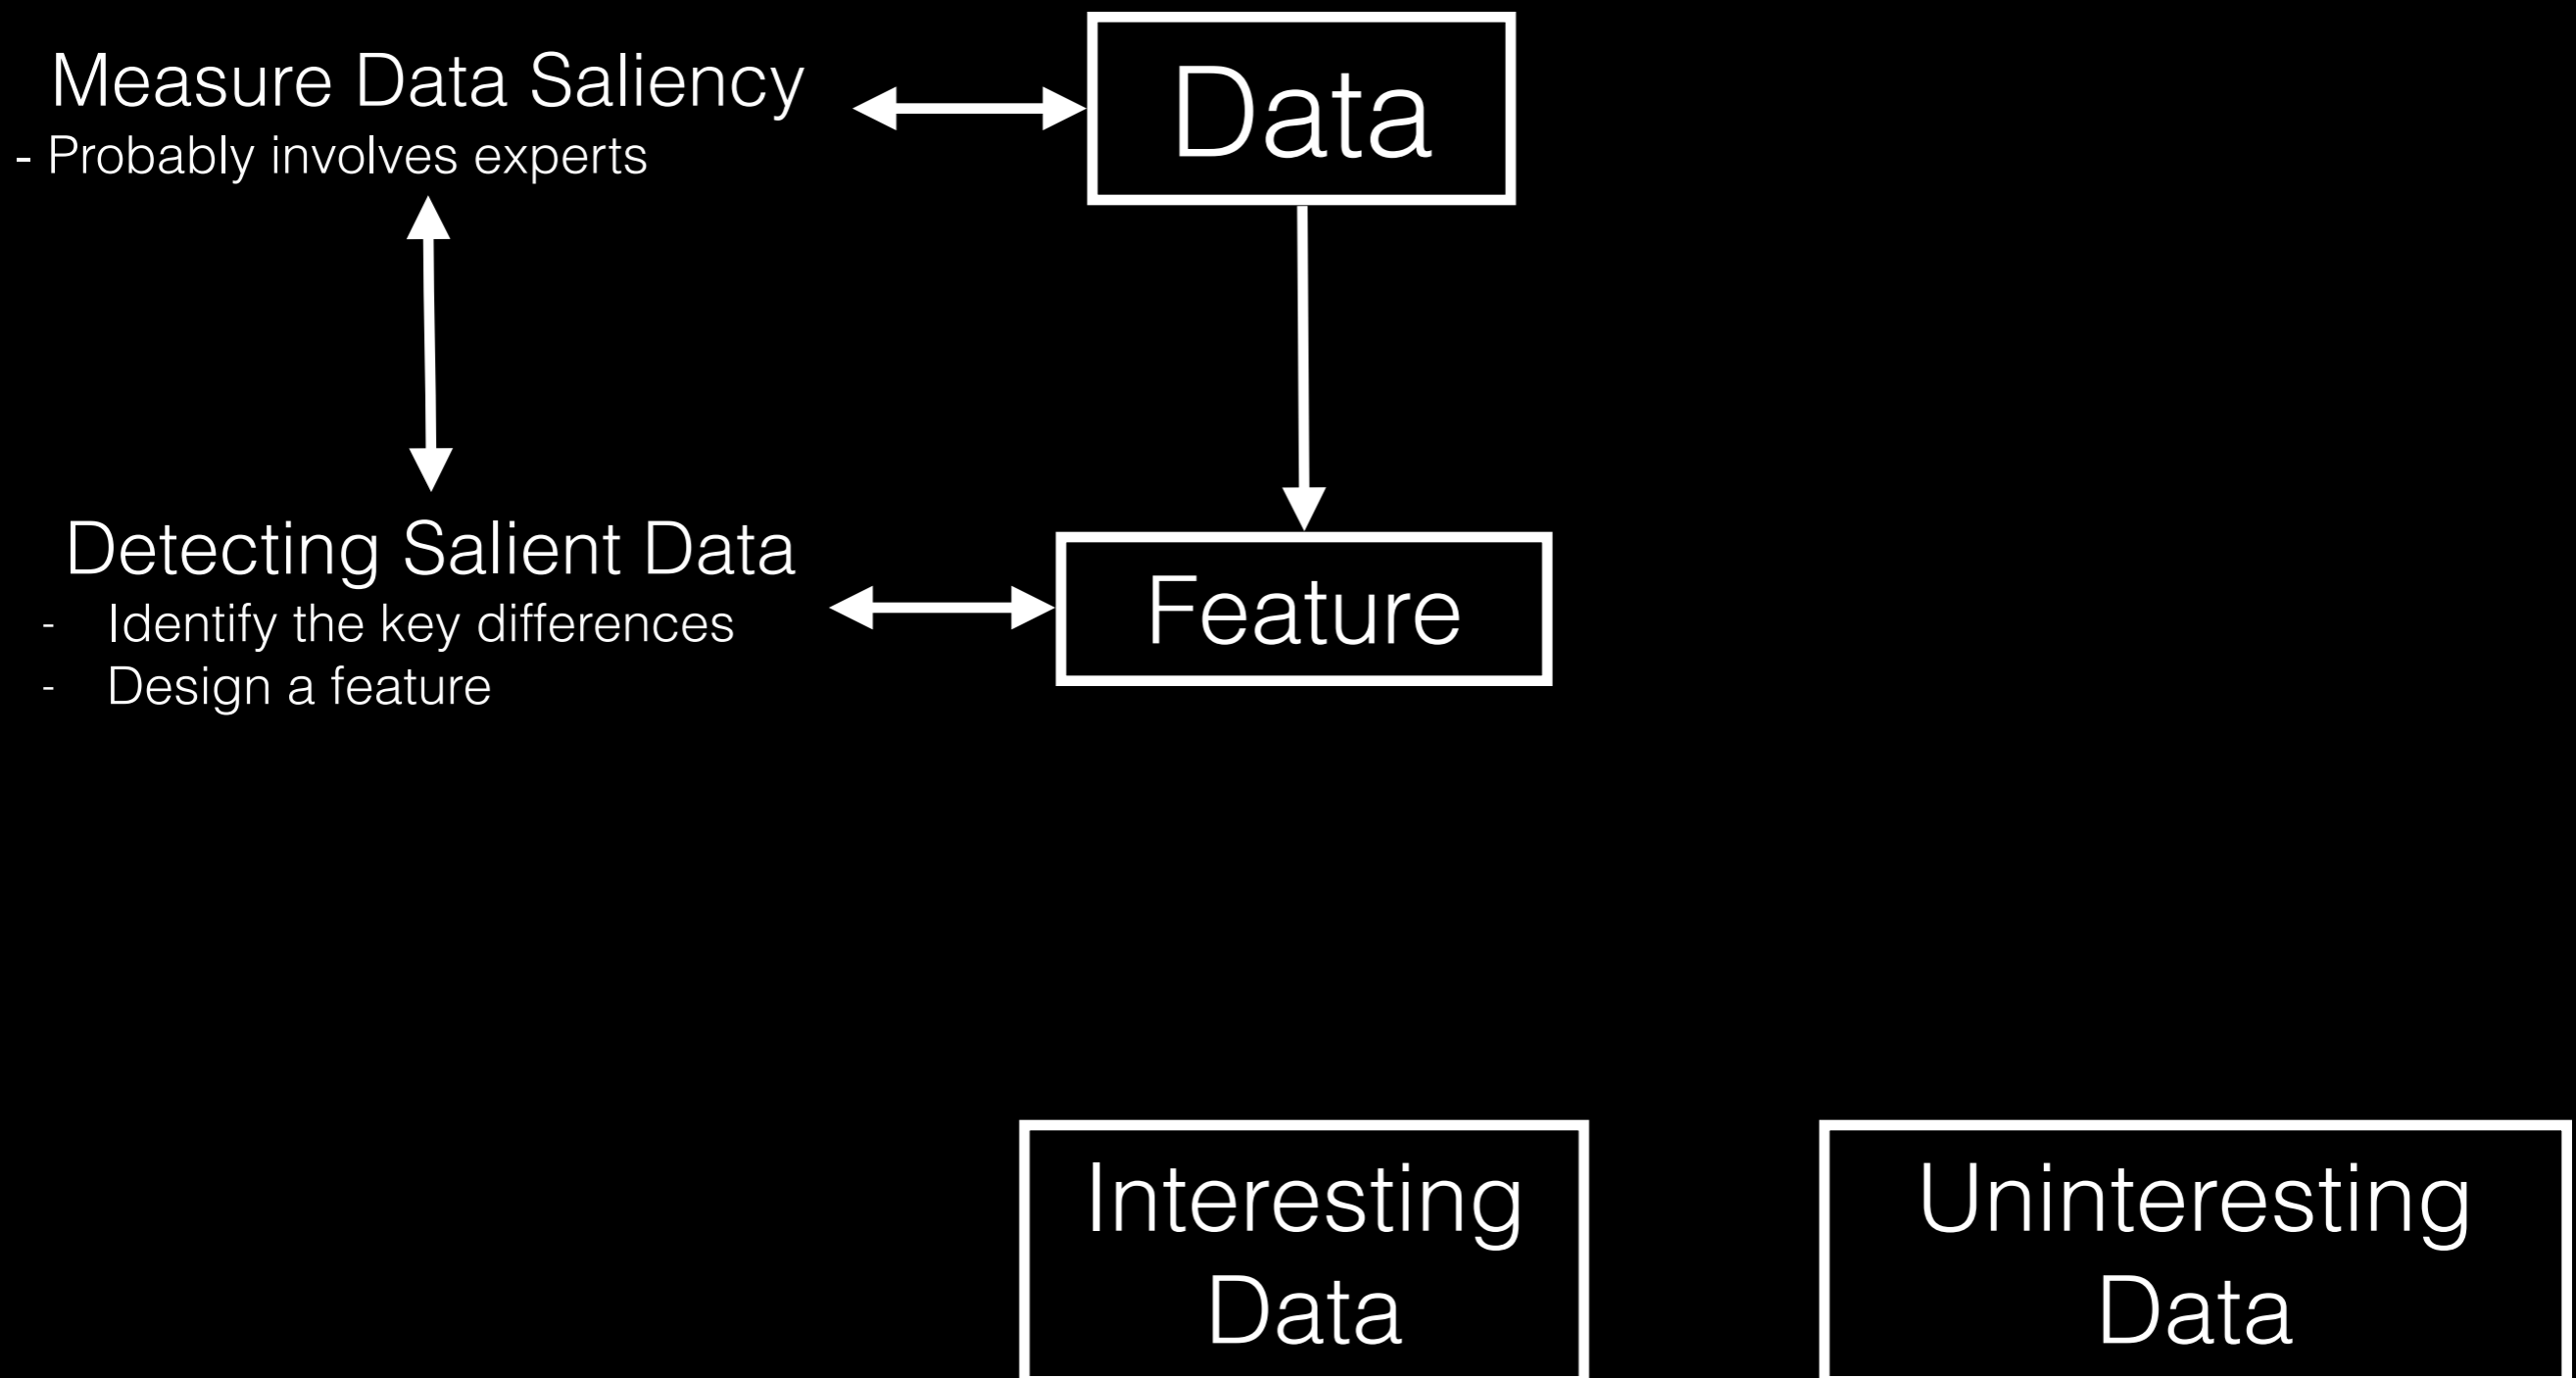 Measure Data Saliency
- Probably involves experts
Data
Detecting Salient Data
- Identify the key differences
- Design a feature
Feature
Interesting
Data
Uninteresting
Data